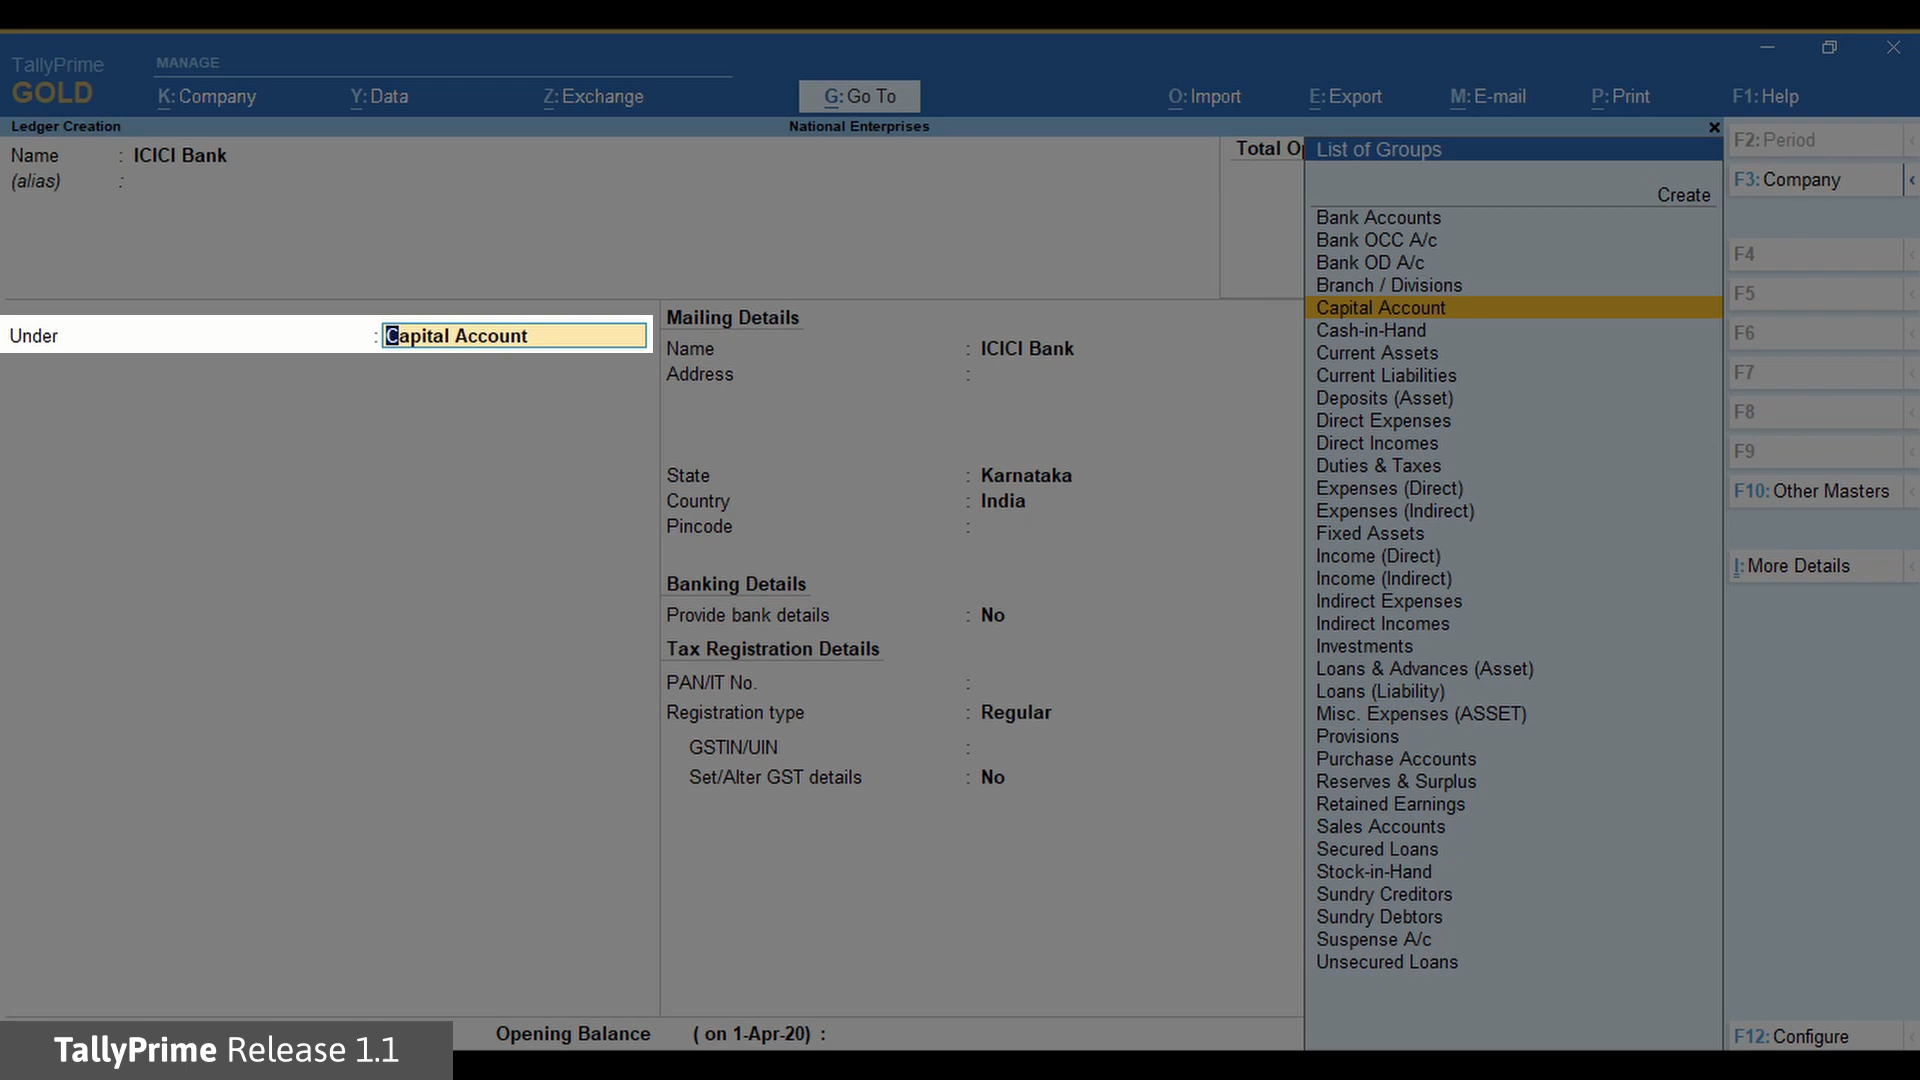 TallyPrime
GOLD
MANAGE
K: Company
Y: Data
Z: Exchange
G: Go To
O: Import
E: Export
M: E-mail
P: Print
F1: Help
Ledger Creation
National Enterprises
Name : ICICI Bank
(alias) :
Total Op
Under : Capital Account
Mailing Details
Name : ICICI Bank
Address :
State : Karnataka
Country : India
Pincode :
Banking Details
Provide bank details : No
Tax Registration Details
PAN/IT No. :
Registration type : Regular
GSTIN/UIN :
Set/Alter GST details : No
Opening Balance ( on 1-Apr-20) :
List of Groups
Create
Bank Accounts
Bank OCC A/c
Bank OD A/c
Branch / Divisions
Capital Account
Cash-in-Hand
Current Assets
Current Liabilities
Deposits (Asset)
Direct Expenses
Direct Incomes
Duties & Taxes
Expenses (Direct)
Expenses (Indirect)
Fixed Assets
Income (Direct)
Income (Indirect)
Indirect Expenses
Indirect Incomes
Investments
Loans & Advances (Asset)
Loans (Liability)
Misc. Expenses (ASSET)
Provisions
Purchase Accounts
Reserves & Surplus
Retained Earnings
Sales Accounts
Secured Loans
Stock-in-Hand
Sundry Creditors
Sundry Debtors
Suspense A/c
Unsecured Loans
F2: Period
F3: Company
F4
F5
F6
F7
F8
F9
F10: Other Masters
I: More Details
F12: Configure
TallyPrime Release 1.1